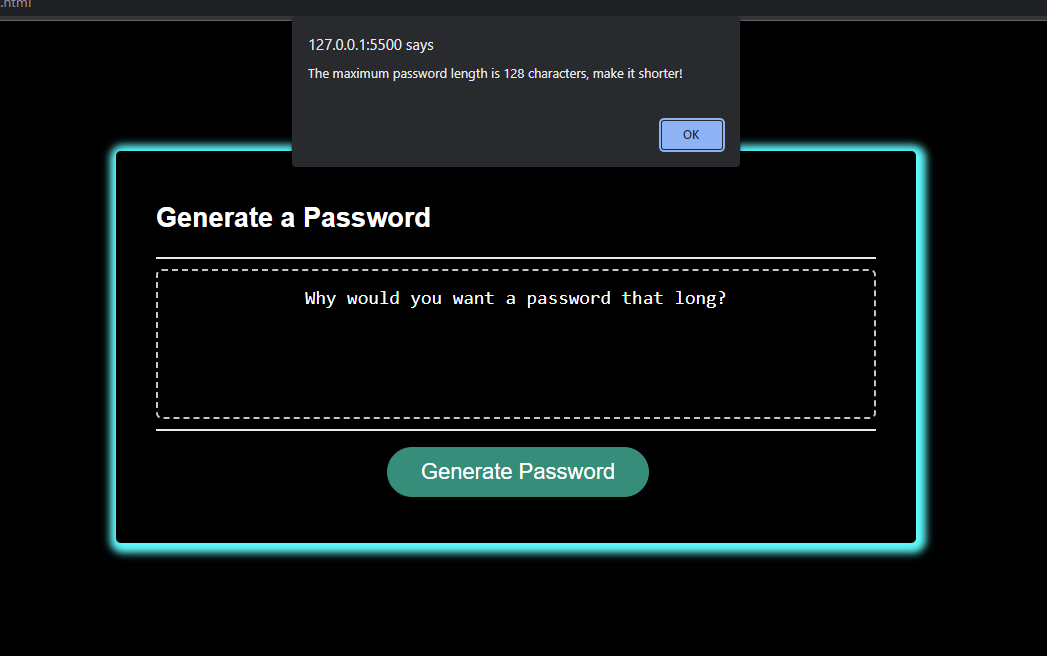 .html
127.0.0.1:5500 says
The maximum password length is 128 characters, make it shorter!
OK
Generate a Password
Why would you want a password that long?
Generate Password